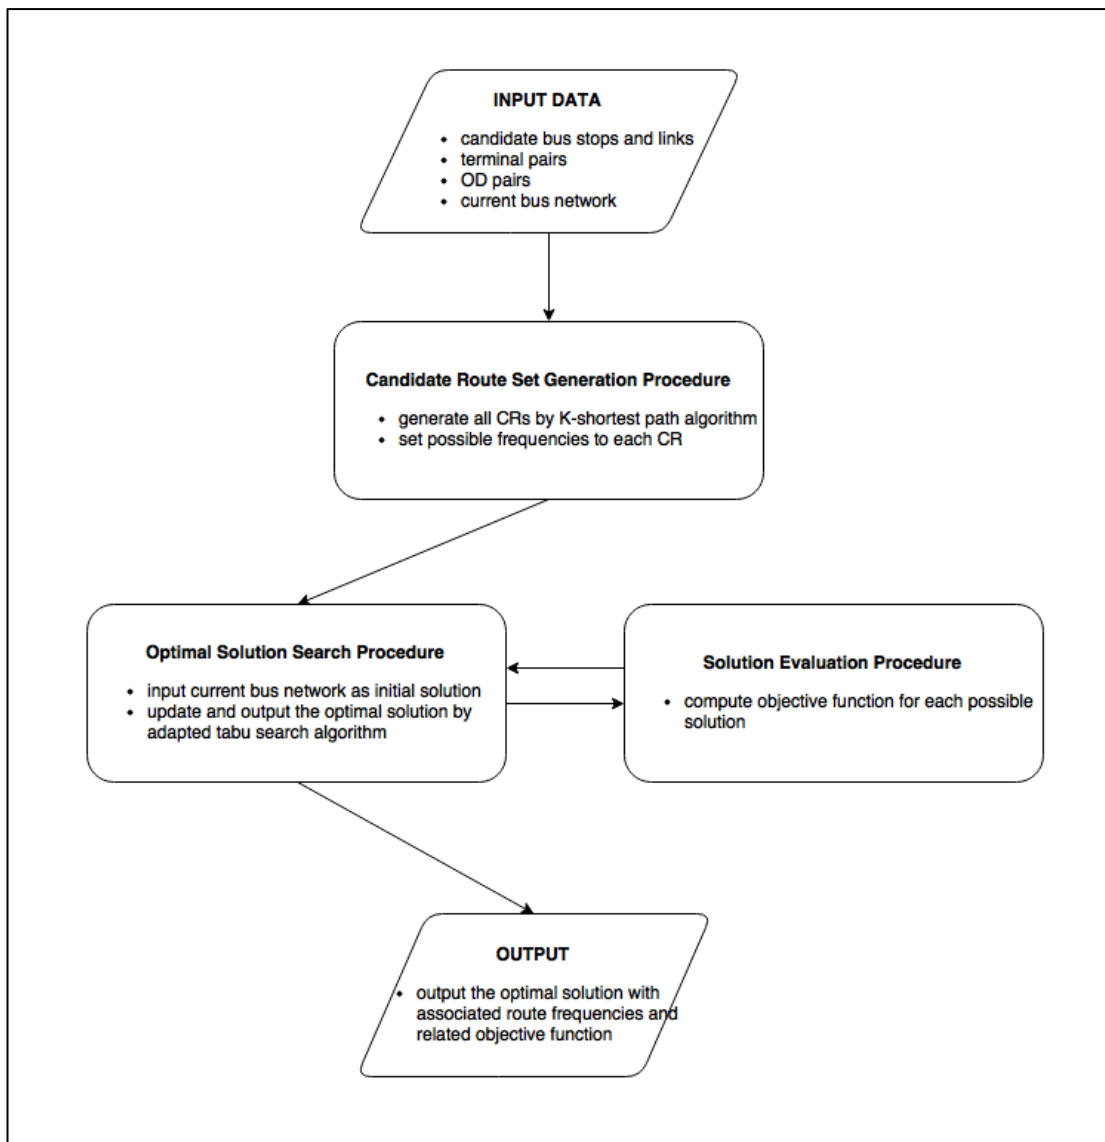 INPUT DATA
• candidate bus stops and links
• terminal pairs
• OD pairs
• current bus network
Candidate Route Set Generation Procedure
• generate all CRs by K-shortest path algorithm
• set possible frequencies to each CR
Optimal Solution Search Procedure
• input current bus network as initial solution
• update and output the optimal solution by
adapted tabu search algorithm
Solution Evaluation Procedure
• compute objective function for each possible
solution
OUTPUT
• output the optimal solution with
associated route frequencies and
related objective function